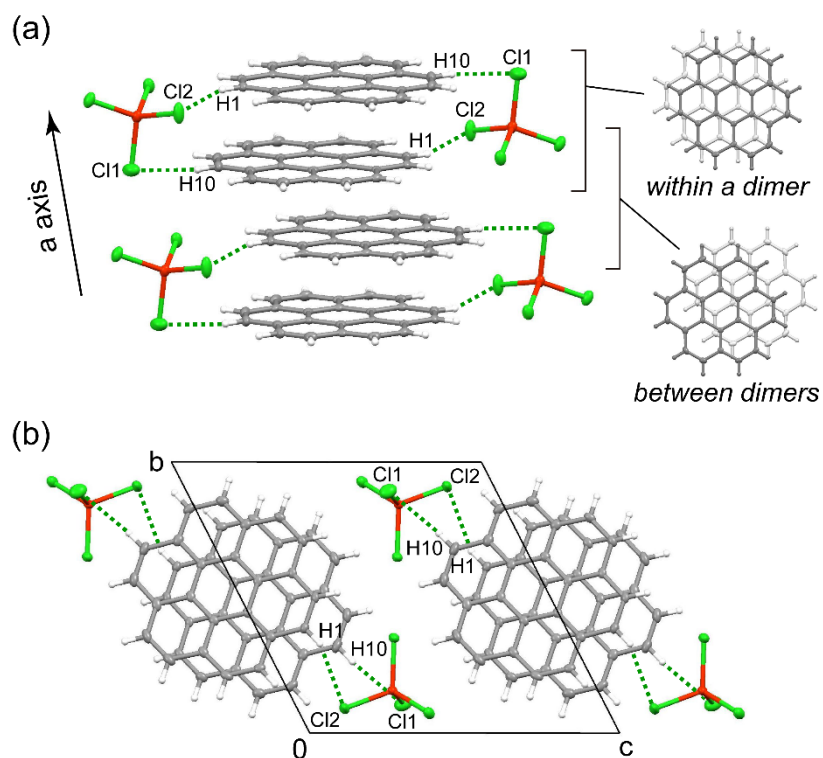 (a)
H10
Cl1
Cl2
H1
Cl2
H1
Cl1
H10
within a dimer
a axis
between dimers
(b)
b
Cl1
Cl2
H10
H1
H1
H10
Cl2
Cl1
0
c